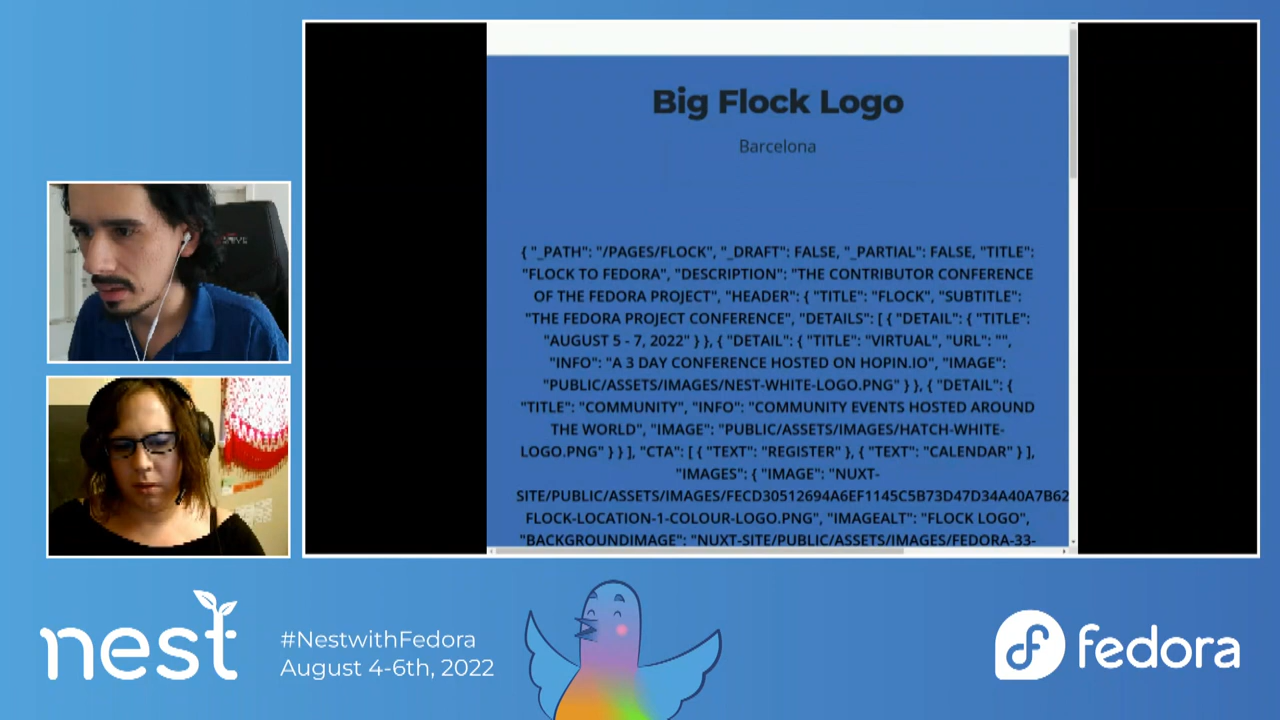 Big Flock Logo
Barcelona
{ "_PATH": "/PAGES/FLOCK", "_DRAFT": FALSE, "_PARTIAL": FALSE, "TITLE":
"FLOCK TO FEDORA", "DESCRIPTION": "THE CONTRIBUTOR CONFERENCE
OF THE FEDORA PROJECT", "HEADER": { "TITLE": "FLOCK", "SUBTITLE":
"THE FEDORA PROJECT CONFERENCE", "DETAILS": [ { "DETAIL": { "TITLE":
"AUGUST 5 - 7, 2022" } }, { "DETAIL": { "TITLE": "VIRTUAL", "URL": "",
"INFO": "A 3 DAY CONFERENCE HOSTED ON HOPIN.IO", "IMAGE":
"PUBLIC/ASSETS/IMAGES/NEST-WHITE-LOGO.PNG" } }, { "DETAIL": {
"TITLE": "COMMUNITY", "INFO": "COMMUNITY EVENTS HOSTED AROUND
THE WORLD", "IMAGE": "PUBLIC/ASSETS/IMAGES/HATCH-WHITE-
LOGO.PNG" } } ], "CTA": [ { "TEXT": "REGISTER" }, { "TEXT": "CALENDAR" } ],
"IMAGES": { "IMAGE": "NUXT-
SITE/PUBLIC/ASSETS/IMAGES/FECD30512694A6EF1145C5B73D47D34A40A7B62
FLOCK-LOCATION-1-COLOUR-LOGO.PNG", "IMAGEALT": "FLOCK LOGO",
"BACKGROUNDIMAGE": "NUXT-SITE/PUBLIC/ASSETS/IMAGES/FEDORA-33-
nest
#NestwithFedora
August 4-6th, 2022
fedora